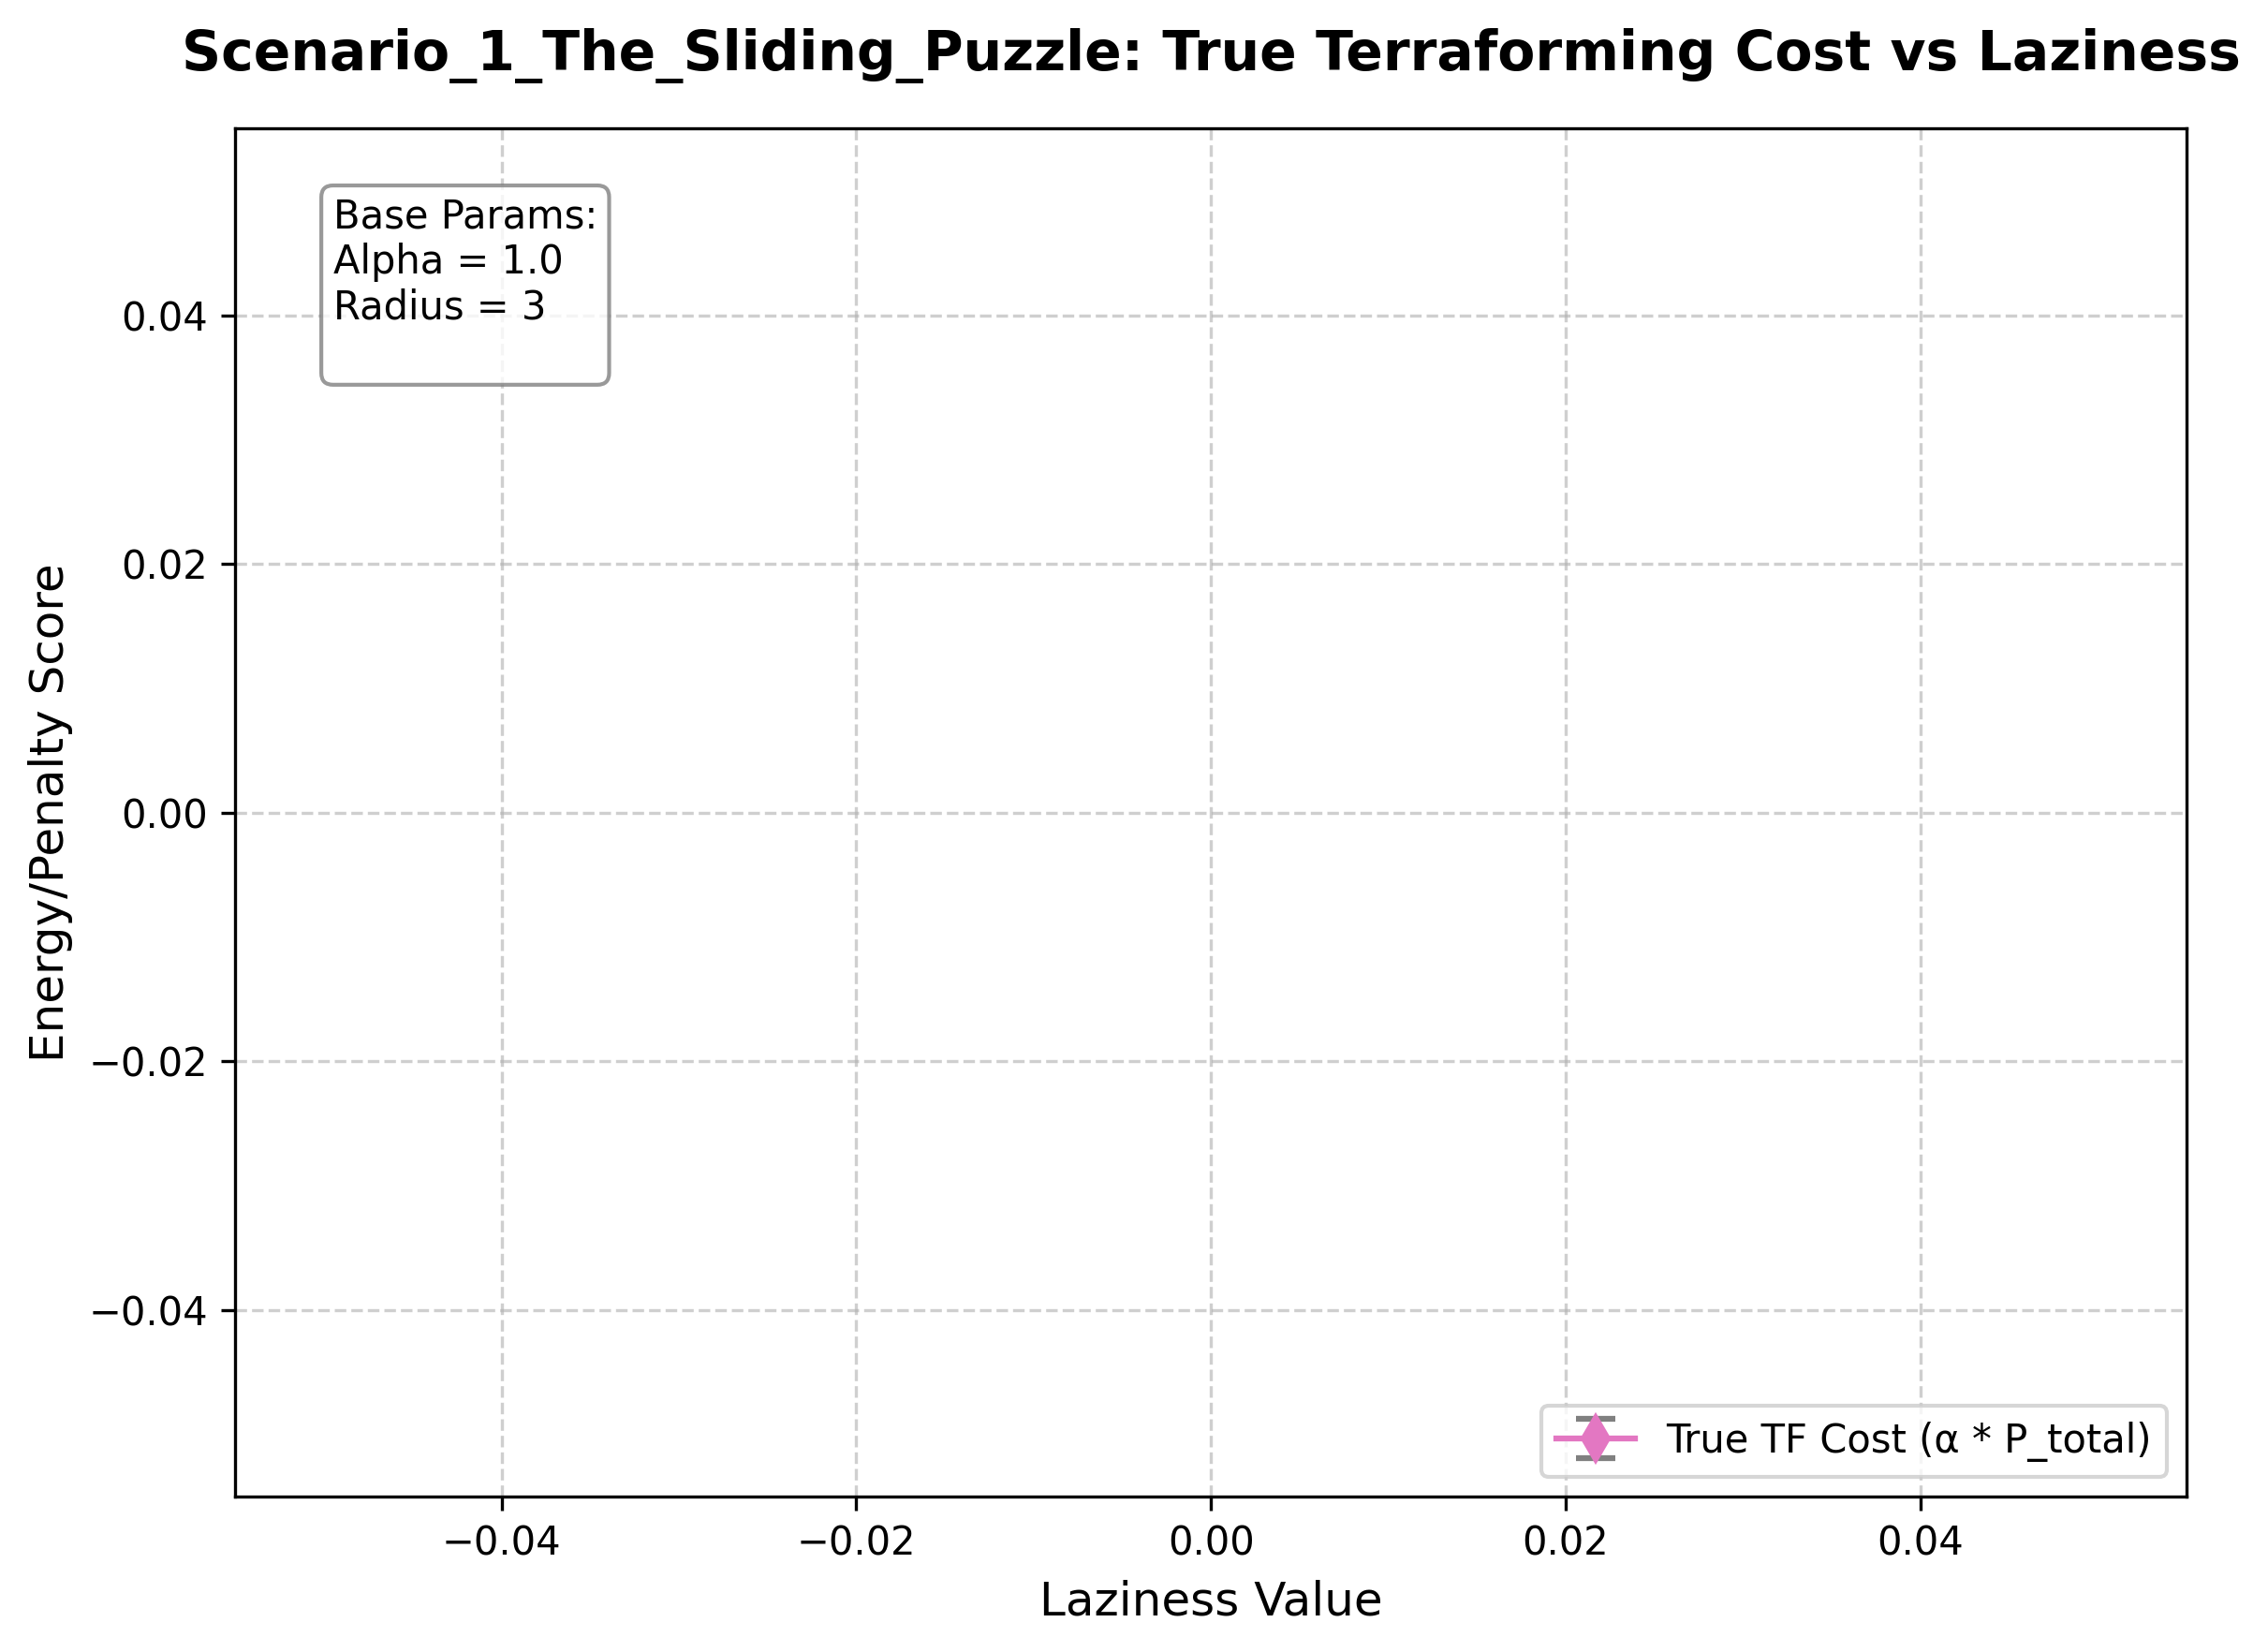 Scenario_1_The_Sliding_Puzzle: True Terraforming Cost vs Laziness
Base Params:
Alpha = 1.0
Radius = 3
Energy/Penalty Score
0.04
0.02
0.00
−0.02
−0.04
True TF Cost (α * P_total)
−0.04
−0.02
0.00
0.02
0.04
Laziness Value